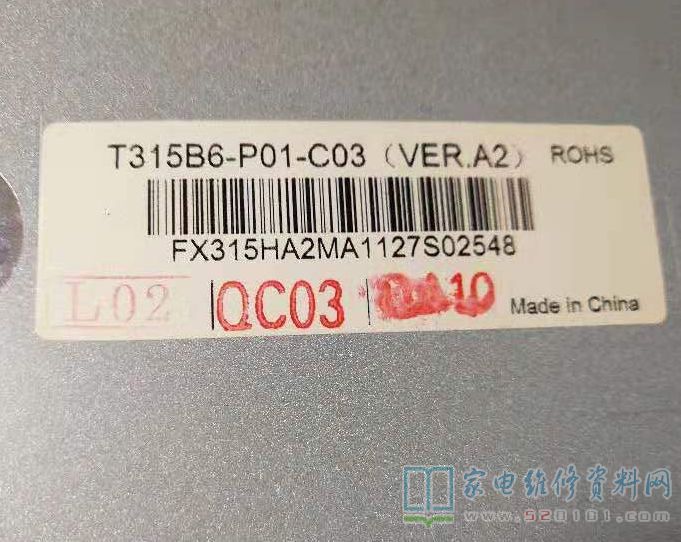 T315B6-P01-C03（VER.A2） ROHS
FX315HA2MA1127S02548
L02 QC03 Made in China
家电维修资料网
www.520101.com